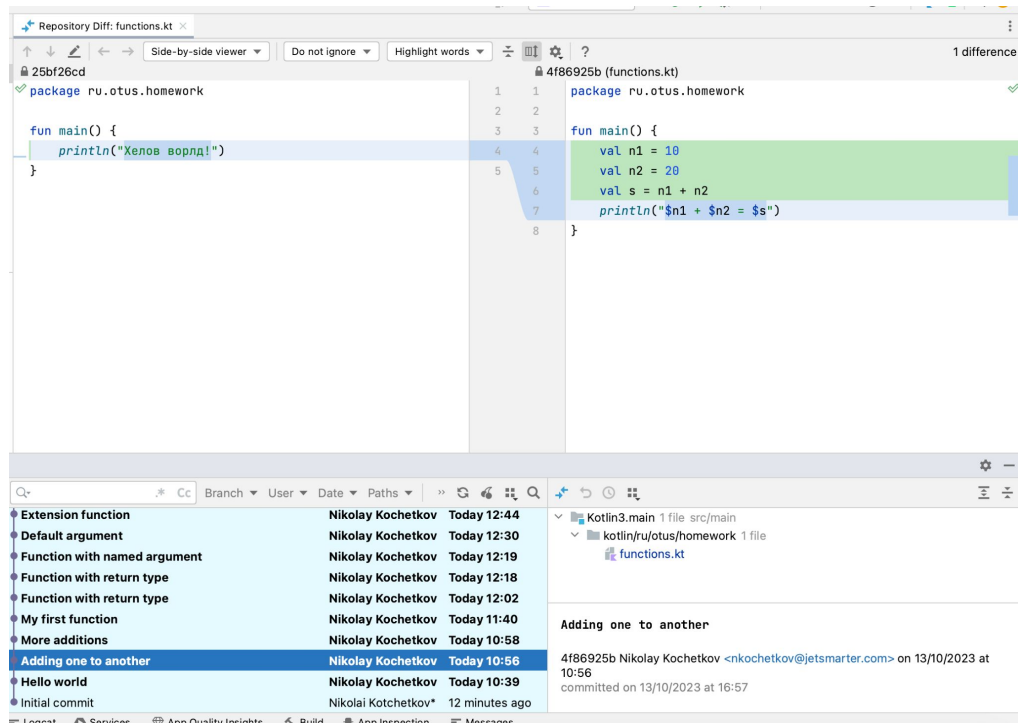 Repository Diff: functions.kt
Side-by-side viewer Do not ignore Highlight words ? 1 difference
25bf26cd 4f86925b (functions.kt)
package ru.otus.homework 1 1 package ru.otus.homework
2 2
fun main() { 3 3 fun main() {
println("Хелов ворлд!") 4 4 val n1 = 10
} 5 5 val n2 = 20
6 val s = n1 + n2
7 println("$n1 + $n2 = $s")
8 }
.* Cc Branch User Date Paths »
Extension function Nikolay Kochetkov Today 12:44
Default argument Nikolay Kochetkov Today 12:30
Function with named argument Nikolay Kochetkov Today 12:19
Function with return type Nikolay Kochetkov Today 12:18
Function with return type Nikolay Kochetkov Today 12:02
My first function Nikolay Kochetkov Today 11:40
More additions Nikolay Kochetkov Today 10:58
Adding one to another Nikolay Kochetkov Today 10:56
Hello world Nikolay Kochetkov Today 10:39
Initial commit Nikolai Kotchetkov* 12 minutes ago
Kotlin3.main 1 file src/main
kotlin/ru/otus/homework 1 file
functions.kt
Adding one to another
4f86925b Nikolay Kochetkov <nkochetkov@jetsmarter.com> on 13/10/2023 at
10:56
committed on 13/10/2023 at 16:57
Logcat Services App Quality Insights Build App Inspection Messages